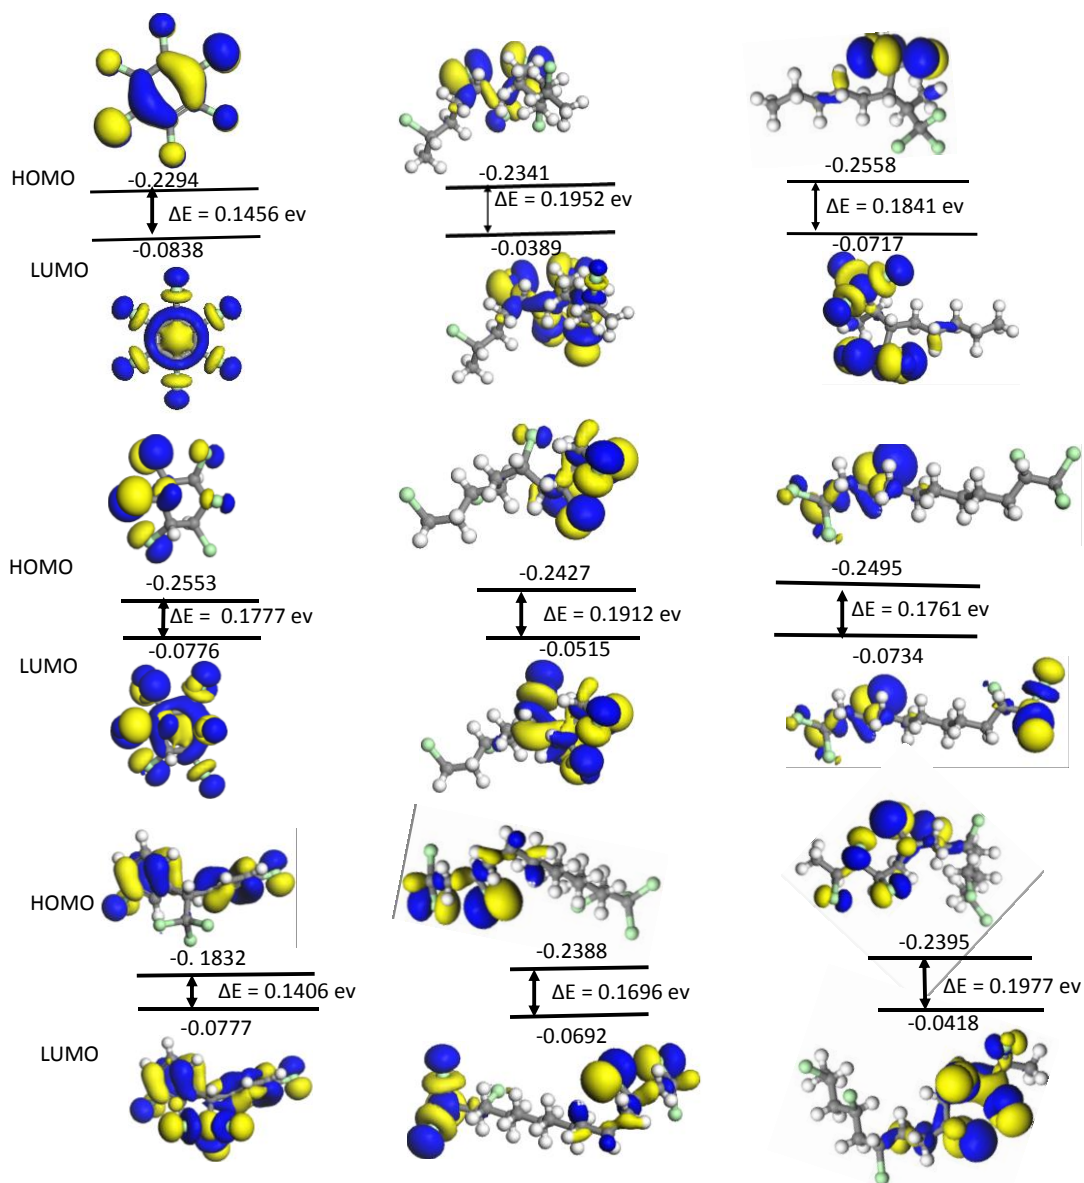 HOMO
-0.2294
-0.2341
-0.2558
ΔE = 0.1456 ev
ΔE = 0.1952 ev
ΔE = 0.1841 ev
LUMO
-0.0838
-0.0389
-0.0717
HOMO
-0.2553
-0.2427
-0.2495
ΔE = 0.1777 ev
ΔE = 0.1912 ev
ΔE = 0.1761 ev
LUMO
-0.0776
-0.0515
-0.0734
HOMO
-0. 1832
-0.2388
-0.2395
ΔE = 0.1406 ev
ΔE = 0.1696 ev
ΔE = 0.1977 ev
LUMO
-0.0777
-0.0692
-0.0418